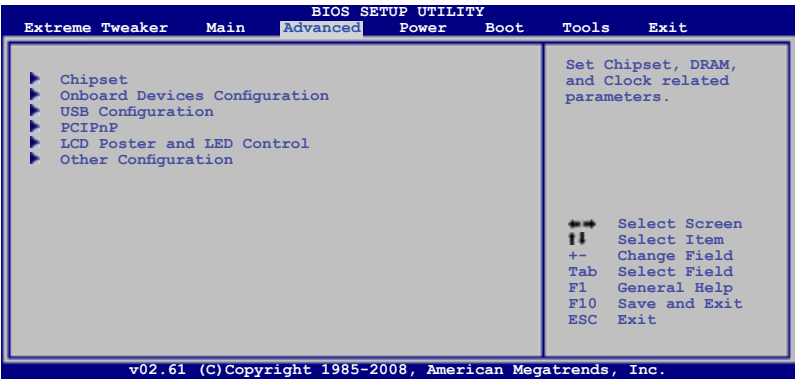 BIOS SETUP UTILITY
Extreme Tweaker Main Advanced Power Boot Tools Exit
Chipset
Onboard Devices Configuration
USB Configuration
PCIPnP
LCD Poster and LED Control
Other Configuration
Set Chipset, DRAM,
and Clock related
parameters.
Select Screen
Select Item
+- Change Field
Tab Select Field
F1 General Help
F10 Save and Exit
ESC Exit
v02.61 (C)Copyright 1985-2008, American Megatrends, Inc.